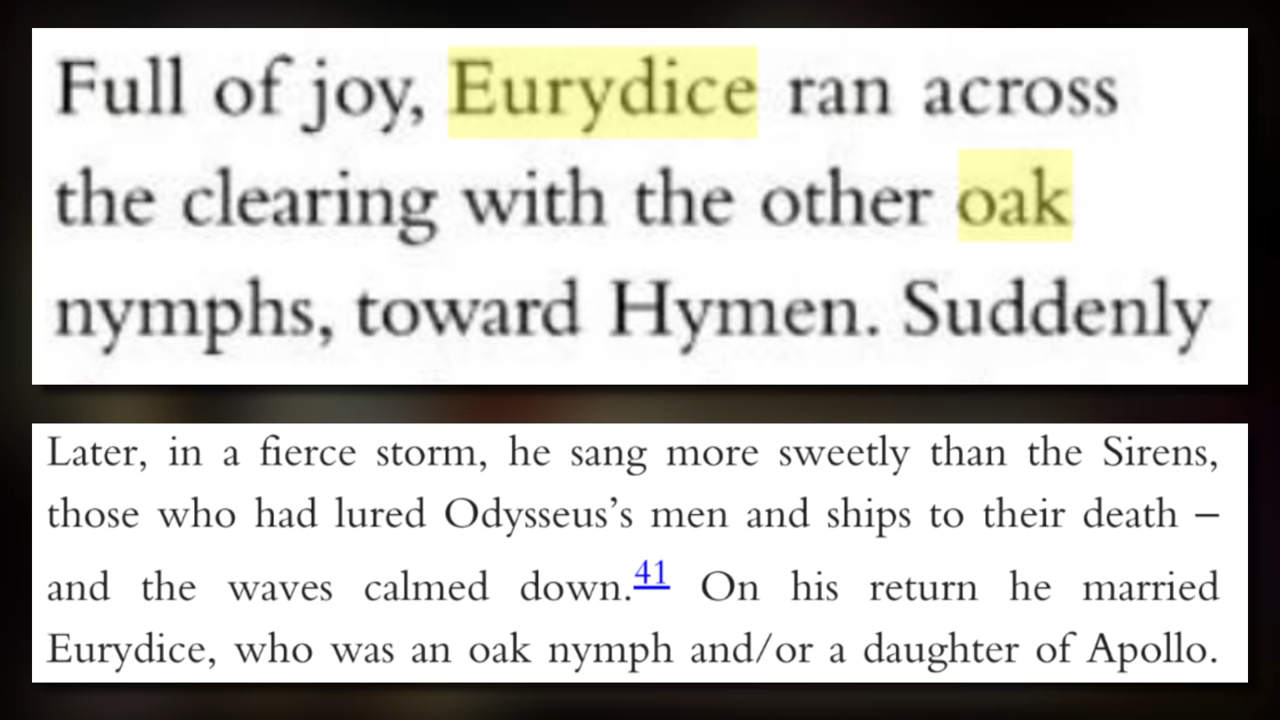 Full of joy, Eurydice ran across
the clearing with the other oak
nymphs, toward Hymen. Suddenly
Later, in a fierce storm, he sang more sweetly than the Sirens,
those who had lured Odysseus’s men and ships to their death –
and the waves calmed down.41 On his return he married
Eurydice, who was an oak nymph and/or a daughter of Apollo.